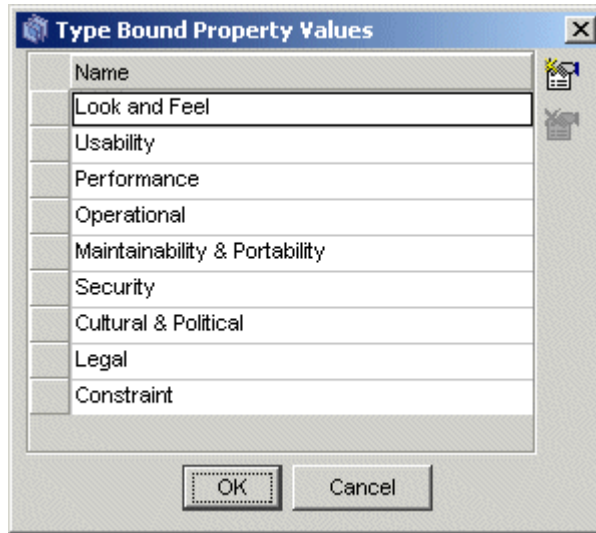 Type Bound Property Values
Name
Look and Feel
Usability
Performance
Operational
Maintainability & Portability
Security
Cultural & Political
Legal
Constraint
OK
Cancel